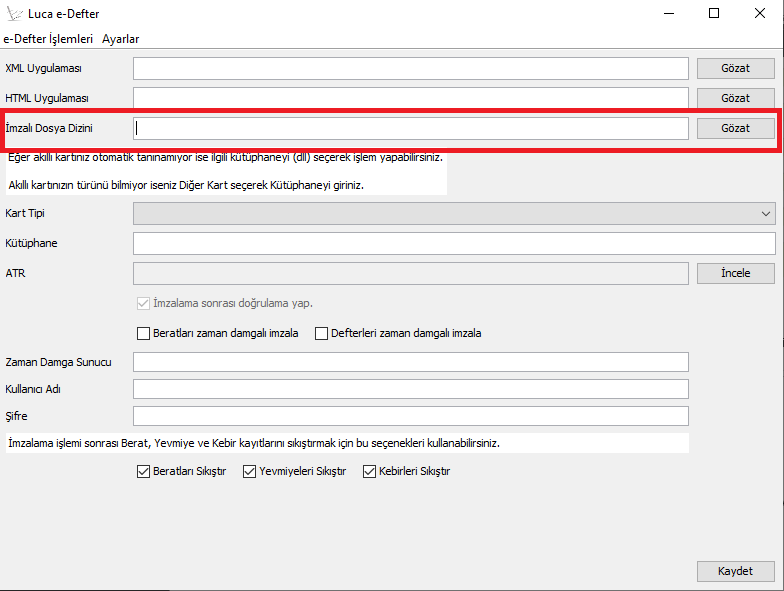 Luca e-Defter
e-Defter İşlemleri Ayarlar
XML Uygulaması Gözat
HTML Uygulaması Gözat
İmzalı Dosya Dizini Gözat
Eğer akıllı kartınız otomatik tanınamıyor ise ilgili kütüphaneyi (dll) seçerek işlem yapabilirsiniz.
Akıllı kartınızın türünü bilmiyor iseniz Diğer Kart seçerek Kütüphaneyi giriniz.
Kart Tipi
Kütüphane
ATR İncele
İmzalama sonrası doğrulama yap.
Beratları zaman damgalı imzala Defterleri zaman damgalı imzala
Zaman Damga Sunucu
Kullanıcı Adı
Şifre
İmzalama işlemi sonrası Berat, Yevmiye ve Kebir kayıtlarını sıkıştırmak için bu seçenekleri kullanabilirsiniz.
Beratları Sıkıştır Yevmiyeleri Sıkıştır Kebirleri Sıkıştır
Kaydet